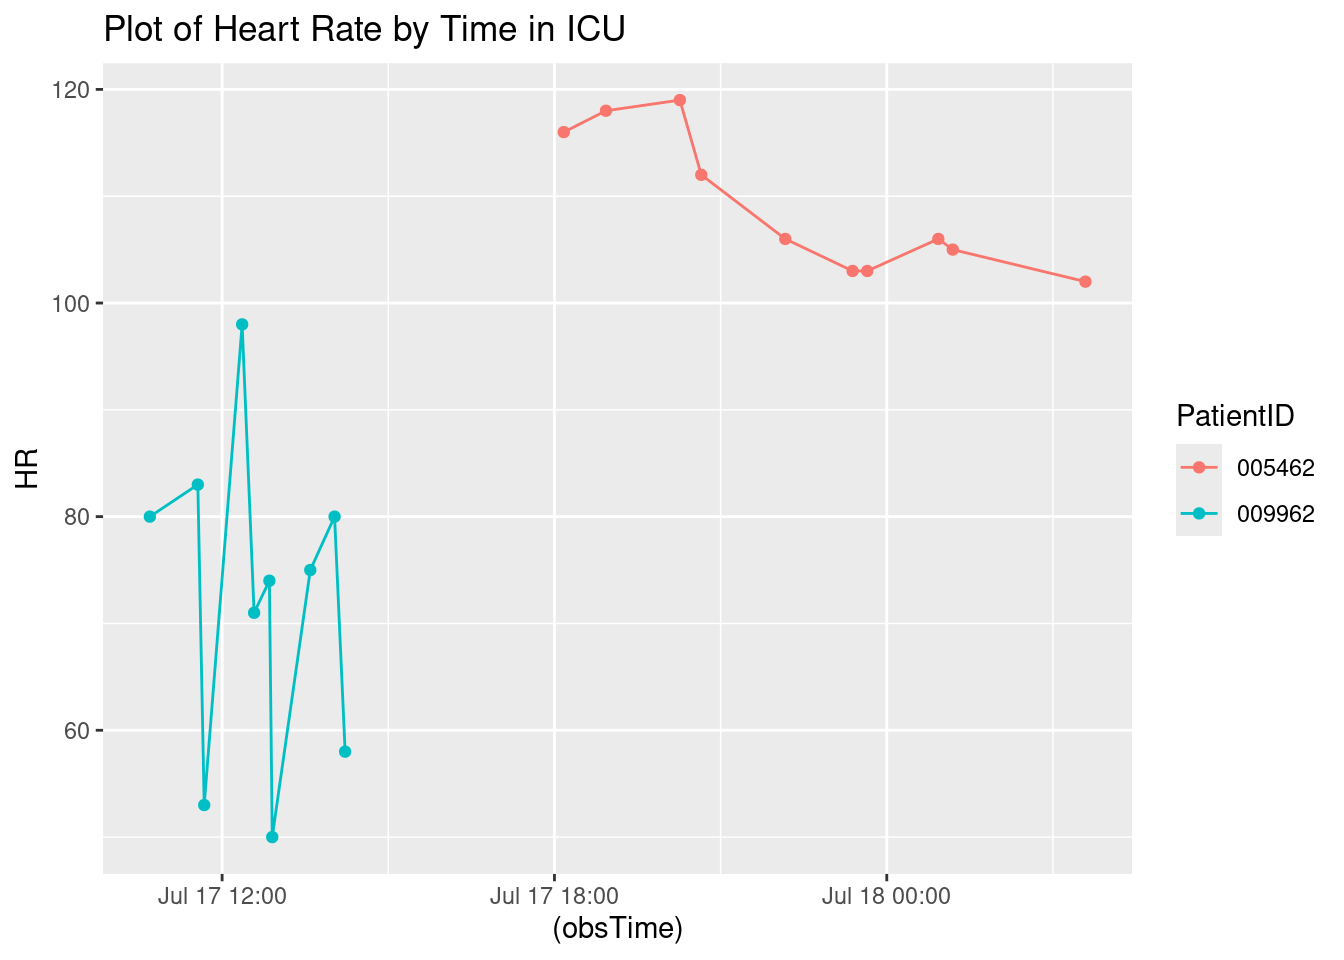 Plot of Heart Rate by Time in ICU
120
100
80
60
HR
Jul 17 12:00
Jul 17 18:00
Jul 18 00:00
(obsTime)
PatientID
005462
009962